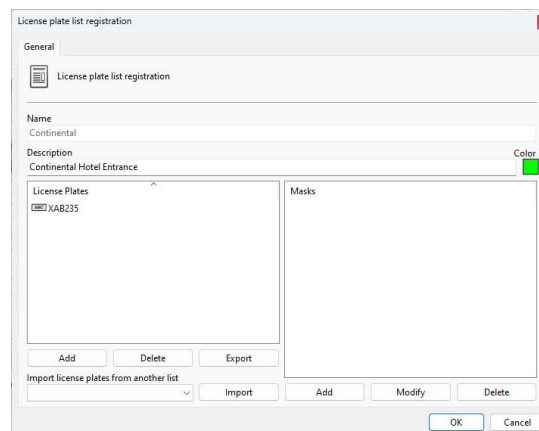 License plate list registration
General
License plate list registration
Name
Continental
Description
Color
Continental Hotel Entrance
License Plates
Masks
ABC XAB235
Add Delete Export
Import license plates from another list
Import Add Modify Delete
OK Cancel